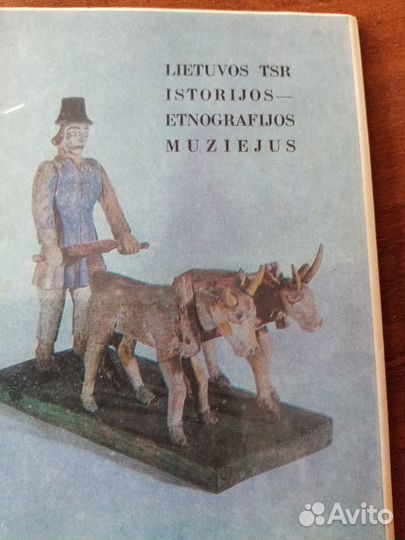 LIETUVOS TSR
ISTORIJOS—
ETNOGRAFIJOS
MUZIEJUS
Avito